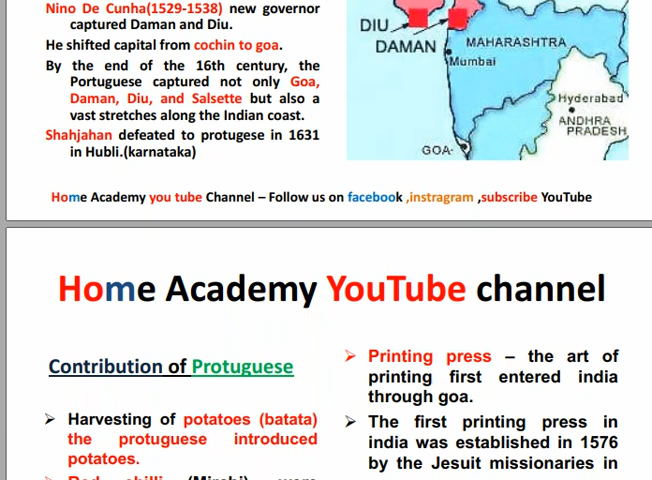 Nino De Cunha(1529-1538) new governor
captured Daman and Diu.
He shifted capital from cochin to goa.
By the end of the 16th century, the
Portuguese captured not only Goa,
Daman, Diu, and Salsette but also a
vast stretches along the Indian coast.
Shahjahan defeated to protugese in 1631
in Hubli.(karnataka)
DIU
DAMAN
MAHARASHTRA
Mumbai
Hyderabad
ANDHRA
PRADESH
GOA
Home Academy you tube Channel – Follow us on facebook ,instragram ,subscribe YouTube
Home Academy YouTube channel
Contribution of Protuguese
Harvesting of potatoes (batata)
the protuguese introduced
potatoes.
Printing press – the art of
printing first entered india
through goa.
The first printing press in
india was established in 1576
by the Jesuit missionaries in